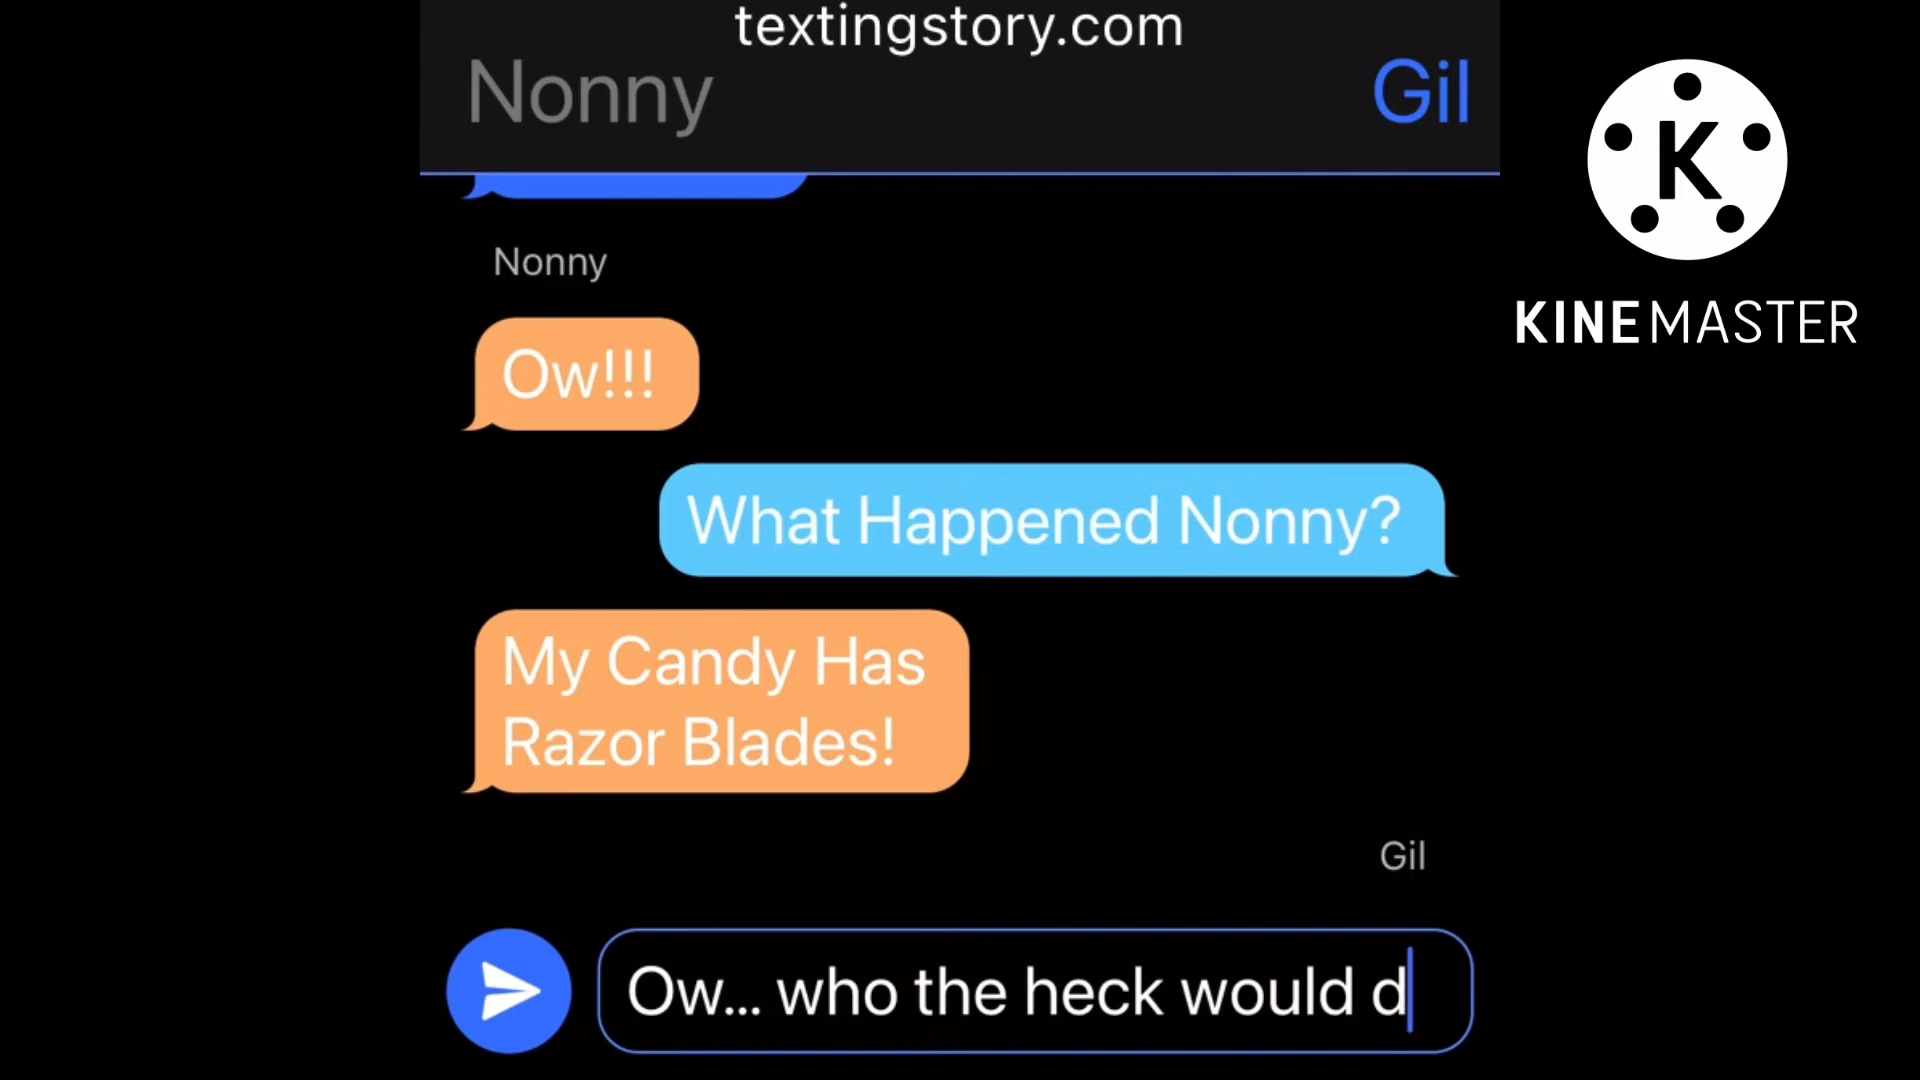 textingstory.com
Nonny
Gil
Nonny
Ow!!!
What Happened Nonny?
My Candy Has
Razor Blades!
Gil
Ow... who the heck would d
K
KINEMASTER